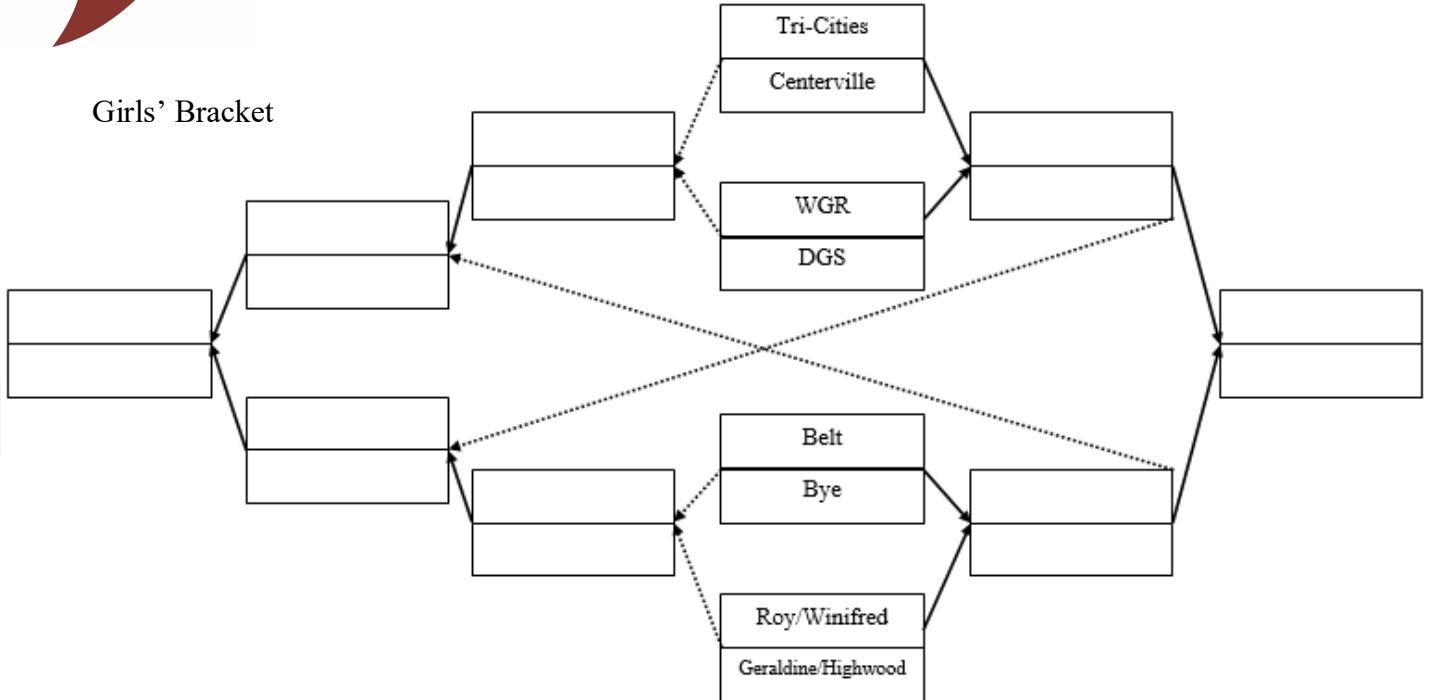 Tri-Cities
Centerville
Girls’ Bracket
WGR
DGS
Belt
Bye
Roy/Winifred
Geraldine/Highwood